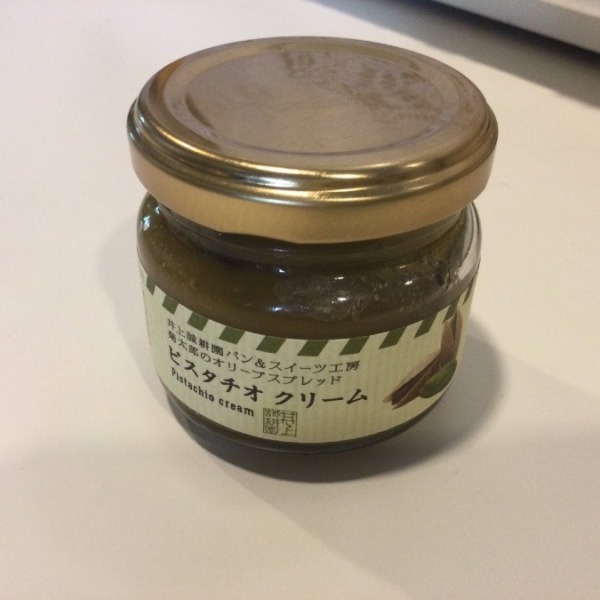 井上誠耕園パン&スイーツ工房
菊太郎のオリーブスプレッド
ピスタチオ クリーム
Pistachio cream